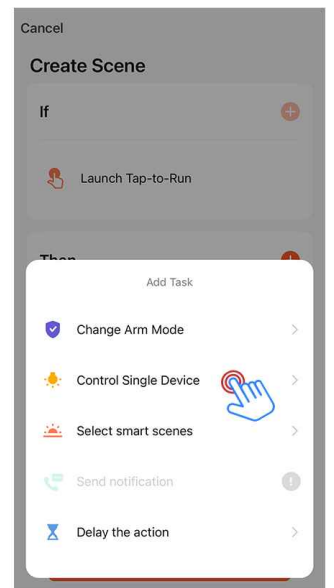 Cancel
Create Scene
If
Launch Tap-to-Run
Then
Add Task
Change Arm Mode
Control Single Device
Select smart scenes
Send notification
Delay the action